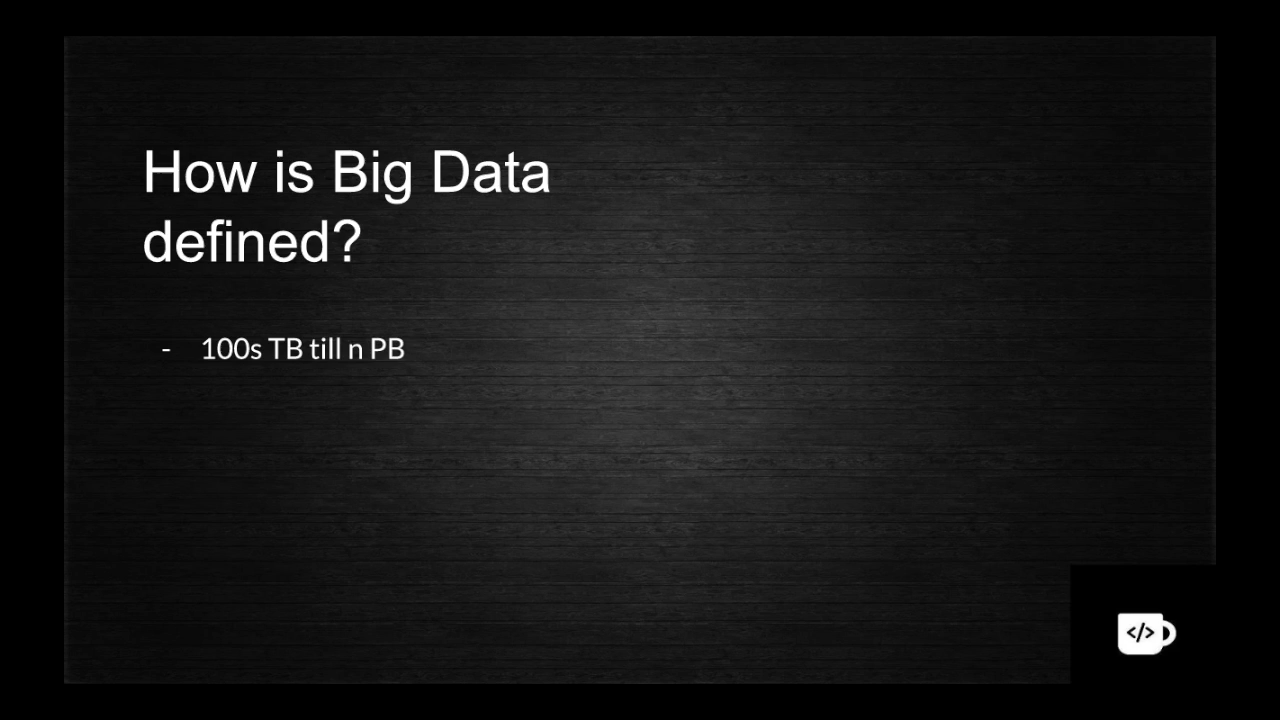 How is Big Data
defined?
- 100s TB till n PB
</>